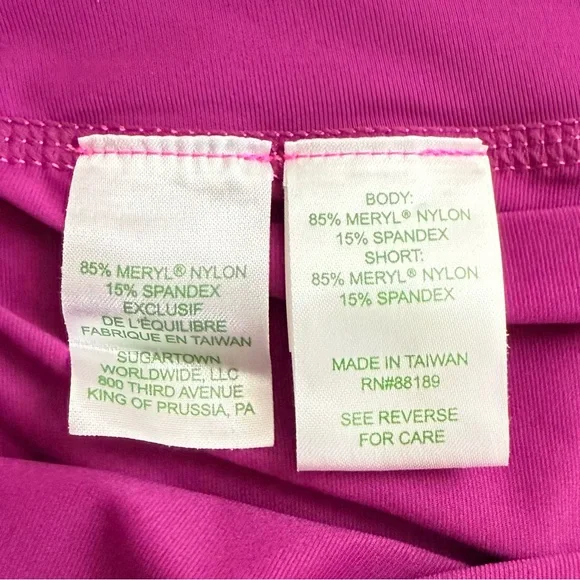 85% MERYL® NYLON
15% SPANDEX
EXCLUSIF
DE L'ÉQUILIBRE
FABRIQUE EN TAIWAN
SUGARTOWN
WORLDWIDE, LLC
800 THIRD AVENUE
KING OF PRUSSIA, PA
BODY:
85% MERYL® NYLON
15% SPANDEX
SHORT:
85% MERYL® NYLON
15% SPANDEX
MADE IN TAIWAN
RN#88189
SEE REVERSE
FOR CARE